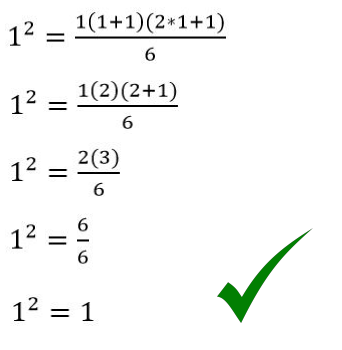 1² = 1(1+1)(2*1+1)/6
1² = 1(2)(2+1)/6
1² = 2(3)/6
1² = 6/6
1² = 1